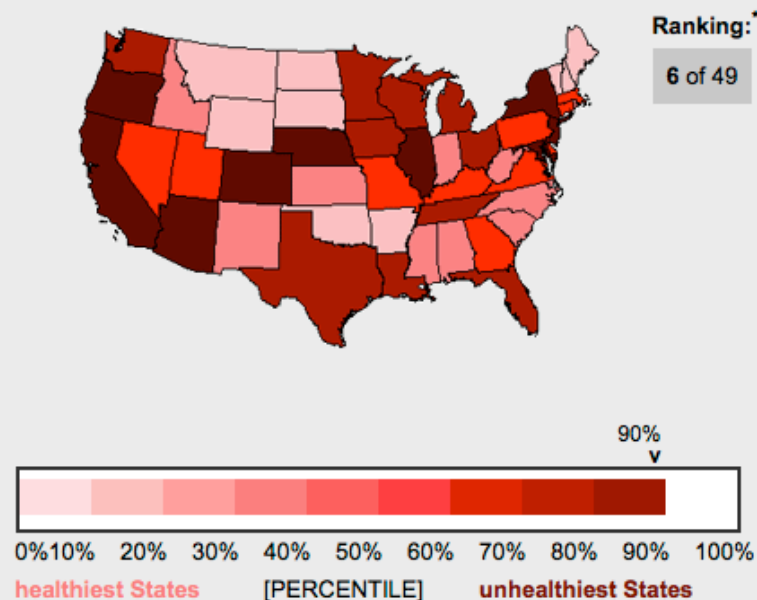 Ranking:*
6 of 49
90%
v
0%10% 20% 30% 40% 50% 60% 70% 80% 90% 100%
healthiest States [PERCENTILE] unhealthiest States